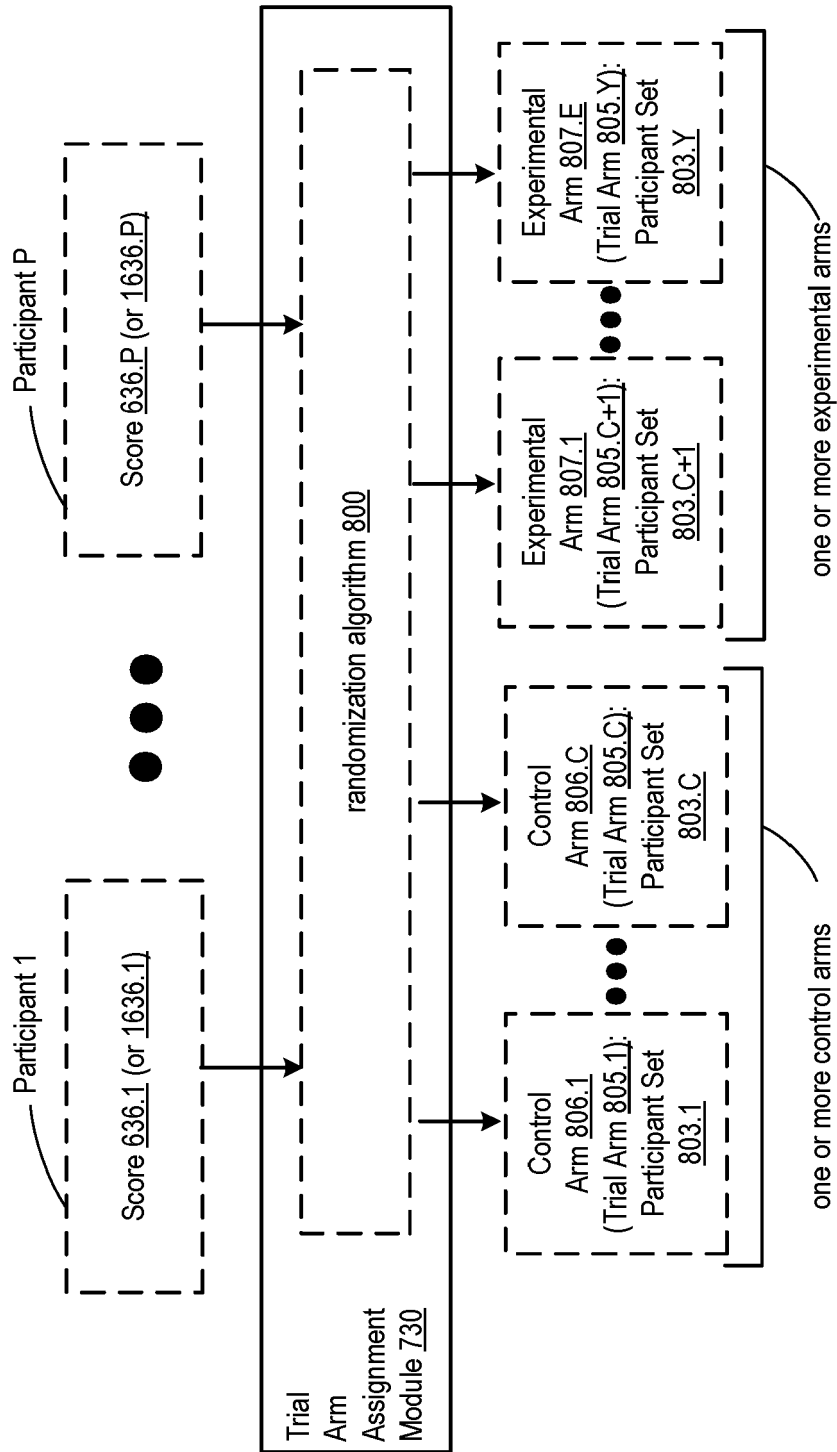 Participant 1
Participant P
Score 636.1 (or 1636.1)
Score 636.P (or 1636.P)
Trial
Arm
Assignment
Module 730
randomization algorithm 800
Control
Arm 806.1
(Trial Arm 805.1):
Participant Set
803.1
Control
Arm 806.C
(Trial Arm 805.C):
Participant Set
803.C
Experimental
Arm 807.1
(Trial Arm 805.C+1):
Participant Set
803.C+1
Experimental
Arm 807.E
(Trial Arm 805.Y):
Participant Set
803.Y
one or more control arms
one or more experimental arms